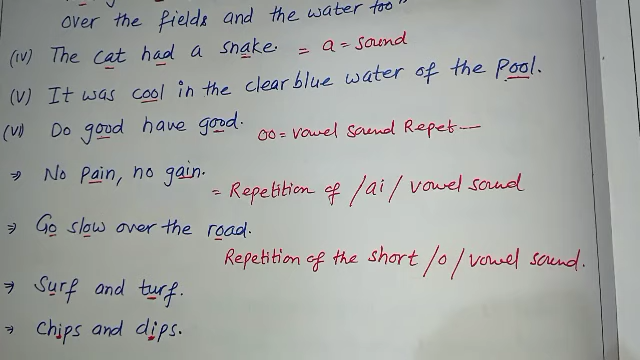 over the fields and the water too"
(iv) The cat had a snake. = a = sound
(v) It was cool in the clear blue water of the pool.
(vi) Do good have good. oo = vowel sound Repet—
⇒ No pain, no gain.
= Repetition of /ai/ vowel sound
⇒ Go slow over the road.
Repetition of the short /o/ vowel sound.
⇒ Surf and turf.
⇒ Chips and dips.